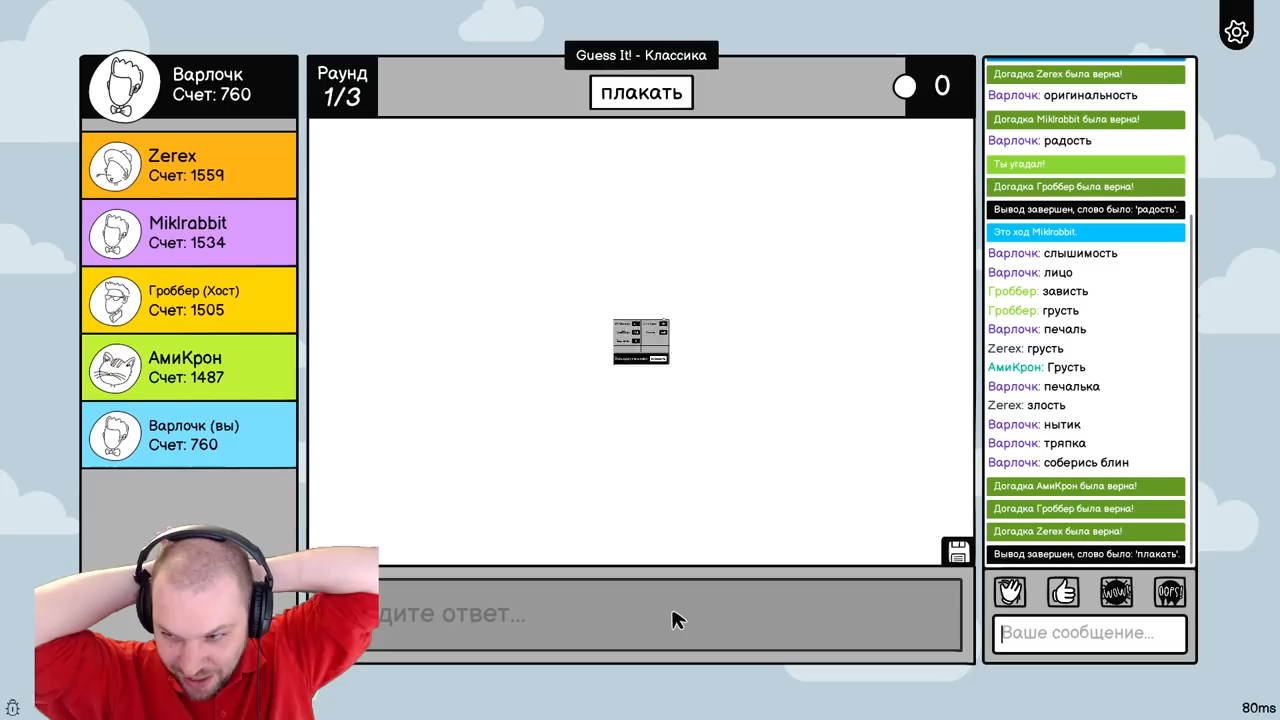 Guess It! - Классика
Варлочк
Счет: 760
Раунд
1/3
плакать
0
Zerex
Счет: 1559
Miklrabbit
Счет: 1534
Гроббер (Хост)
Счет: 1505
АмиКрон
Счет: 1487
Варлочк (вы)
Счет: 760
дите ответ...
Догадка Zerex была верна!
Варлочк: оригинальность
Догадка Miklrabbit была верна!
Варлочк: радость
Ты угадал!
Догадка Гроббер была верна!
Вывод завершен, слово было: 'радость'.
Это ход Miklrabbit.
Варлочк: слышимость
Варлочк: лицо
Гроббер: зависть
Гроббер: грусть
Варлочк: печаль
Zerex: грусть
АмиКрон: Грусть
Варлочк: печалька
Zerex: злость
Варлочк: нытик
Варлочк: тряпка
Варлочк: соберись блин
Догадка АмиКрон была верна!
Догадка Гроббер была верна!
Догадка Zerex была верна!
Вывод завершен, слово было: 'плакать'.
WOW!
OOPS!
Ваше сообщение...
80ms